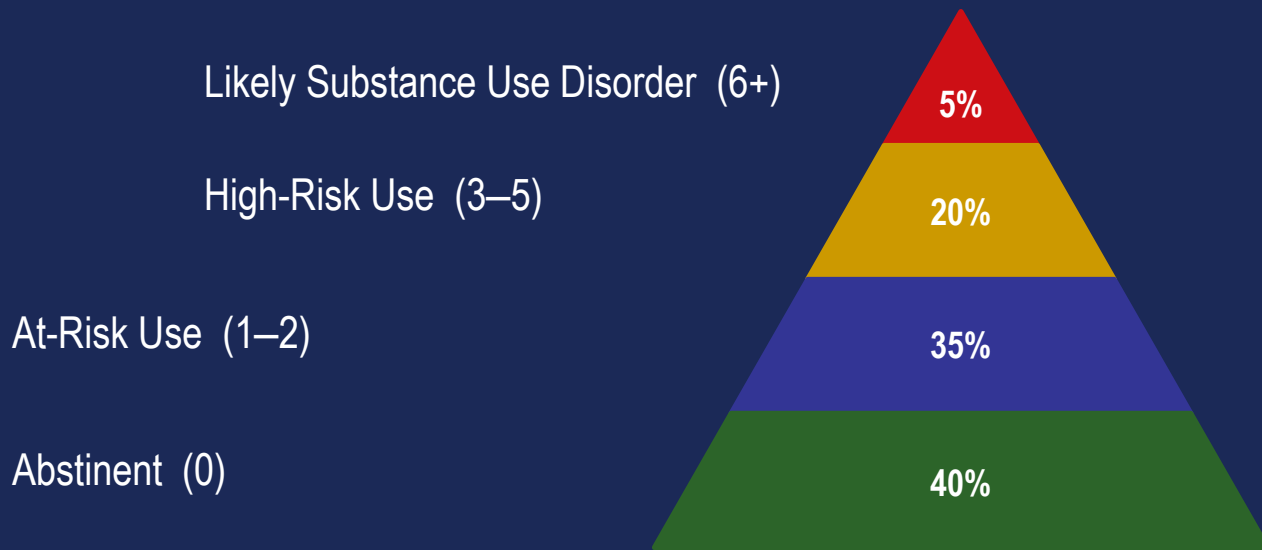 Likely Substance Use Disorder (6+)
5%
High-Risk Use (3–5)
20%
At-Risk Use (1–2)
35%
Abstinent (0)
40%